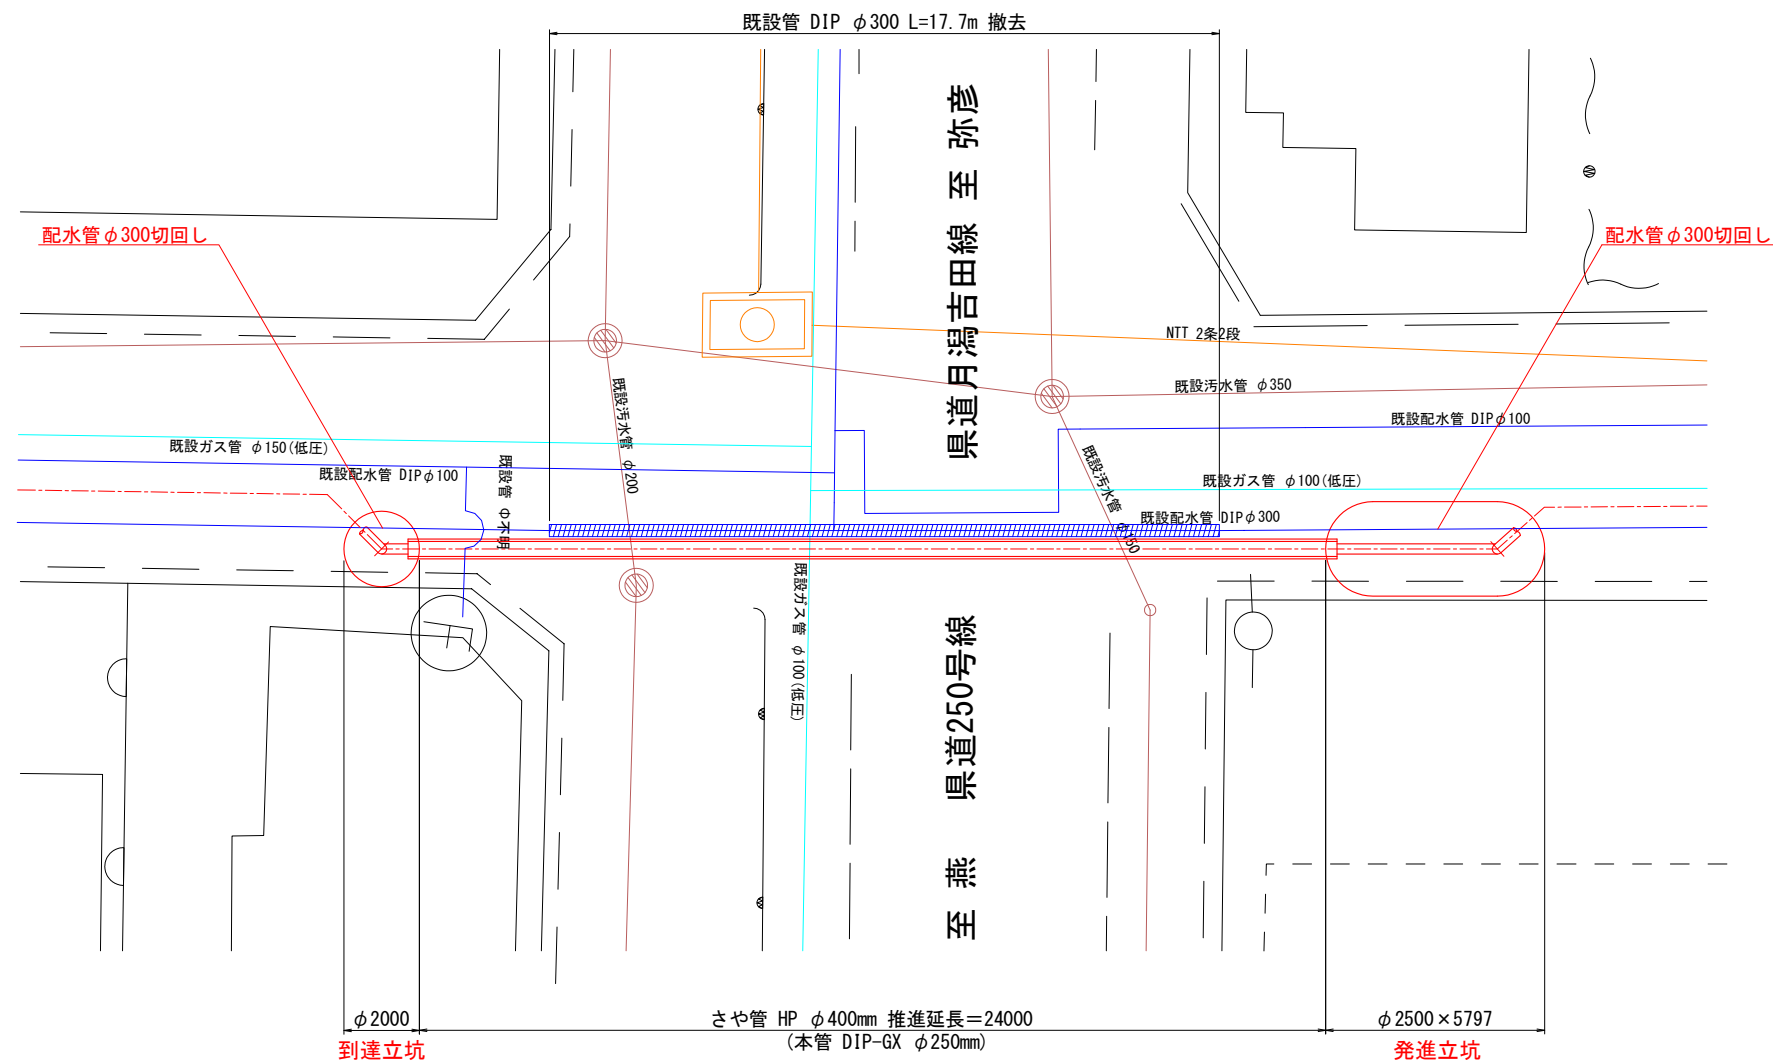 既設管 DIP φ300 L=17.7m 撤去
県道月潟吉田線 至 弥彦
配水管φ300切回し
配水管φ300切回し
NTT 2条2段
既設汚水管 φ350
既設汚水管 φ200
既設配水管 DIPφ100
既設ガス管 φ150(低圧)
既設配水管 DIPφ100
既設管 Φ不明
既設汚水管 φ150
既設ガス管 φ100(低圧)
既設配水管 DIPφ300
既設ガス管 φ100(低圧)
至 燕 県道250号線
φ2000
さや管 HP φ400mm 推進延長=24000
(本管 DIP-GX φ250mm)
φ2500×5797
到達立坑
発進立坑